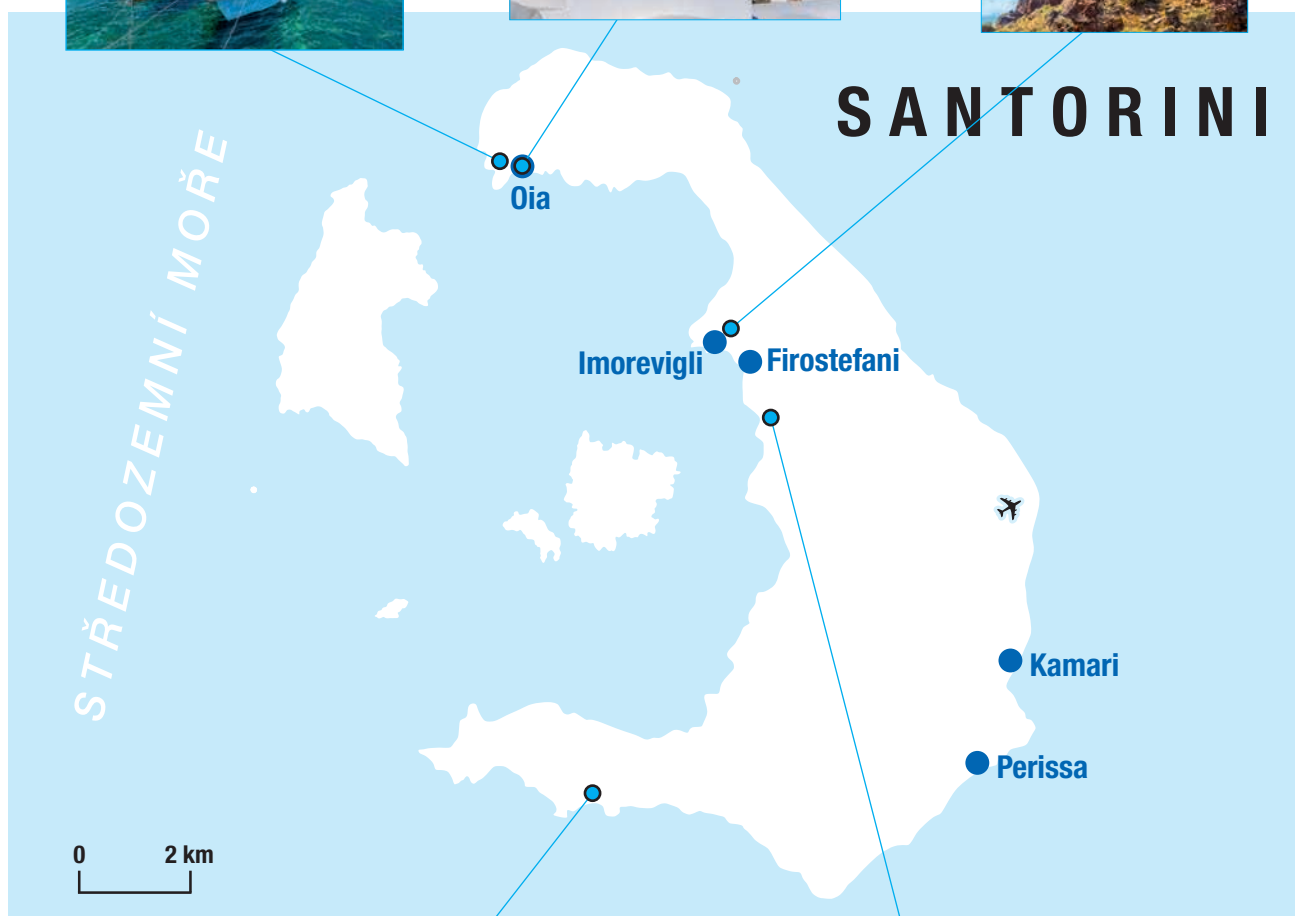 SANTORINI
STŘEDOZEMNÍ MOŘE
Oia
Imorevigli
Firostefani
Kamari
Perissa
0 2 km